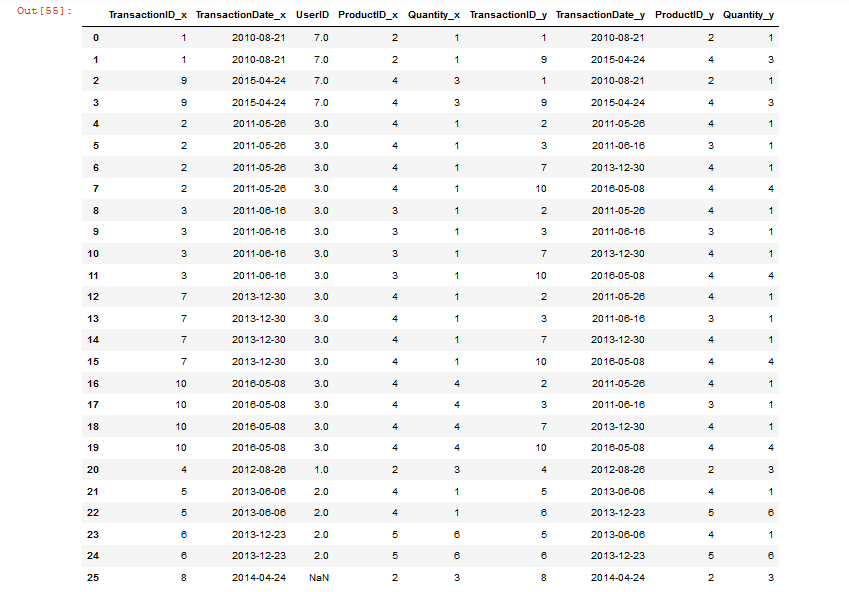 Out[55]:
TransactionID_x TransactionDate_x UserID ProductID_x Quantity_x TransactionID_y TransactionDate_y ProductID_y Quantity_y
0 1 2010-08-21 7.0 2 1 1 2010-08-21 2 1
1 1 2010-08-21 7.0 2 1 9 2015-04-24 4 3
2 9 2015-04-24 7.0 4 3 1 2010-08-21 2 1
3 9 2015-04-24 7.0 4 3 9 2015-04-24 4 3
4 2 2011-05-26 3.0 4 1 2 2011-05-26 4 1
5 2 2011-05-26 3.0 4 1 3 2011-06-16 3 1
6 2 2011-05-26 3.0 4 1 7 2013-12-30 4 1
7 2 2011-05-26 3.0 4 1 10 2016-05-08 4 4
8 3 2011-06-16 3.0 3 1 2 2011-05-26 4 1
9 3 2011-06-16 3.0 3 1 3 2011-06-16 3 1
10 3 2011-06-16 3.0 3 1 7 2013-12-30 4 1
11 3 2011-06-16 3.0 3 1 10 2016-05-08 4 4
12 7 2013-12-30 3.0 4 1 2 2011-05-26 4 1
13 7 2013-12-30 3.0 4 1 3 2011-06-16 3 1
14 7 2013-12-30 3.0 4 1 7 2013-12-30 4 1
15 7 2013-12-30 3.0 4 1 10 2016-05-08 4 4
16 10 2016-05-08 3.0 4 4 2 2011-05-26 4 1
17 10 2016-05-08 3.0 4 4 3 2011-06-16 3 1
18 10 2016-05-08 3.0 4 4 7 2013-12-30 4 1
19 10 2016-05-08 3.0 4 4 10 2016-05-08 4 4
20 4 2012-08-26 1.0 2 3 4 2012-08-26 2 3
21 5 2013-06-06 2.0 4 1 5 2013-06-06 4 1
22 5 2013-06-06 2.0 4 1 6 2013-12-23 5 6
23 6 2013-12-23 2.0 5 6 5 2013-06-06 4 1
24 6 2013-12-23 2.0 5 6 6 2013-12-23 5 6
25 8 2014-04-24 NaN 2 3 8 2014-04-24 2 3